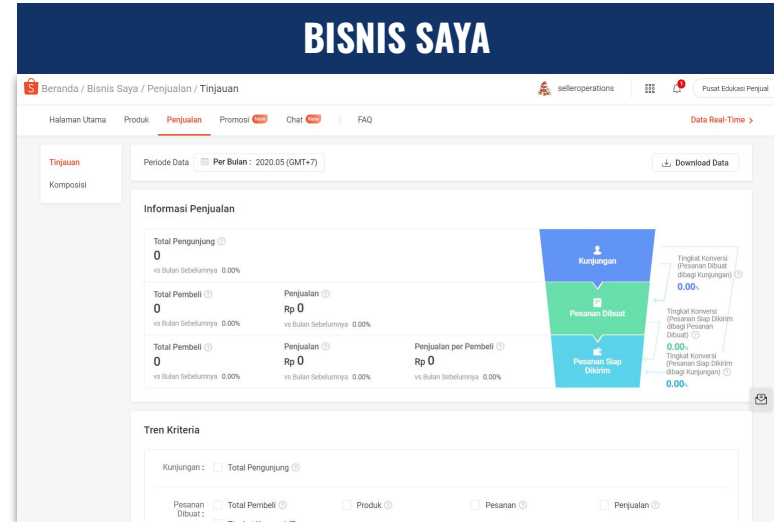 BISNIS SAYA
Beranda / Bisnis Saya / Penjualan / Tinjauan
selleroperations
1
Pusat Edukasi Penjual
Halaman Utama Produk Penjualan Promosi New Chat New FAQ
Data Real-Time >
Tinjauan
Komposisi
Periode Data Per Bulan : 2020.05 (GMT+7)
Download Data
Informasi Penjualan
Total Pengunjung
0
vs Bulan Sebelumnya 0.00%
Total Pembeli Penjualan
0 Rp 0
vs Bulan Sebelumnya 0.00% vs Bulan Sebelumnya 0.00%
Total Pembeli Penjualan Penjualan per Pembeli
0 Rp 0 Rp 0
vs Bulan Sebelumnya 0.00% vs Bulan Sebelumnya 0.00% vs Bulan Sebelumnya 0.00%
Kunjungan
Pesanan Dibuat
Pesanan Siap
Dikirim
Tingkat Konversi
(Pesanan Dibuat
dibagi Kunjungan)
0.00%
Tingkat Konversi
(Pesanan Siap Dikirim
dibagi Pesanan
Dibuat)
0.00%
Tingkat Konversi
(Pesanan Siap Dikirim
dibagi Kunjungan)
0.00%
Tren Kriteria
Kunjungan : Total Pengunjung
Pesanan
Dibuat :
Total Pembeli Produk Pesanan Penjualan